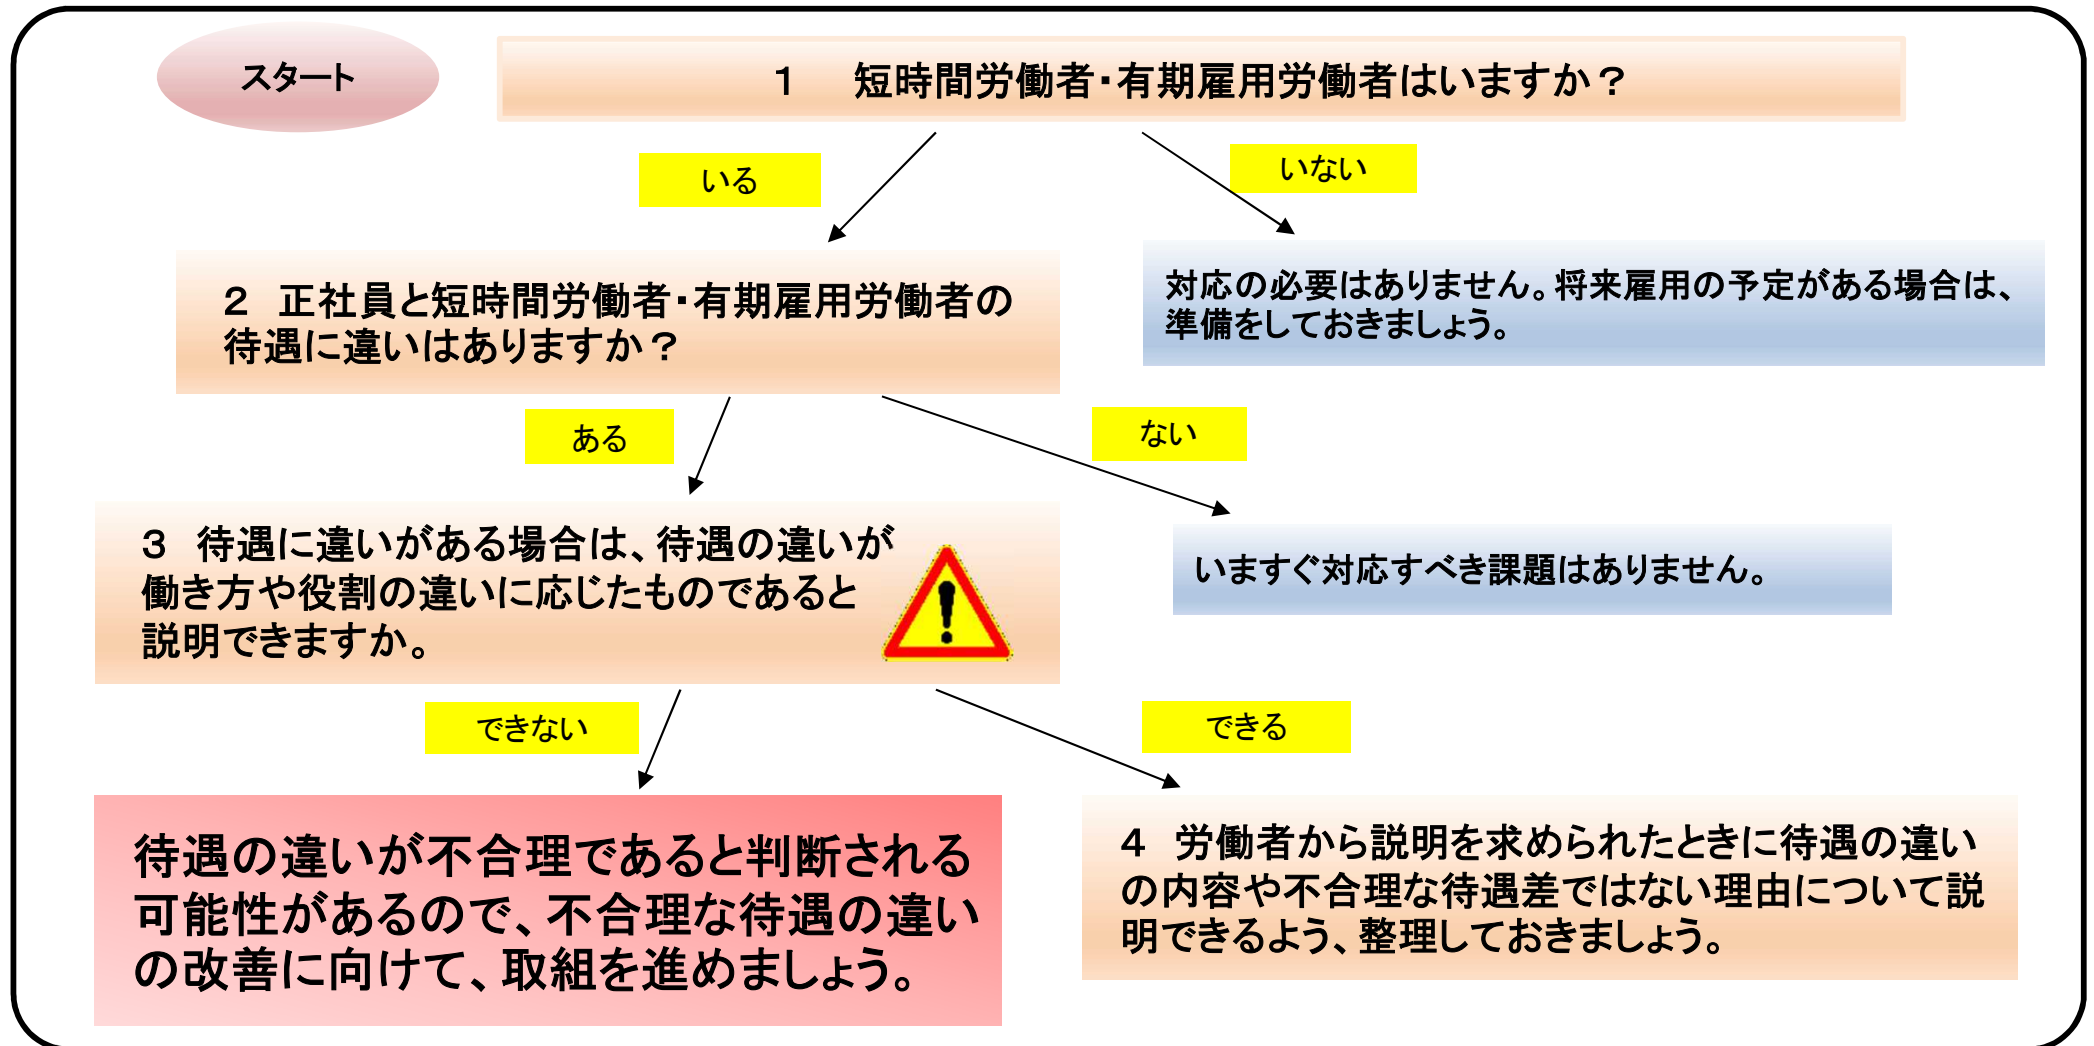 スタート
1 短時間労働者・有期雇用労働者はいますか？
いる
いない
2 正社員と短時間労働者・有期雇用労働者の
待遇に違いはありますか？
対応の必要はありません。将来雇用の予定がある場合は、
準備をしておきましょう。
ある
ない
3 待遇に違いがある場合は、待遇の違いが
働き方や役割の違いに応じたものであると
説明できますか。
いますぐ対応すべき課題はありません。
できない
できる
待遇の違いが不合理であると判断される
可能性があるので、不合理な待遇の違い
の改善に向けて、取組を進めましょう。
4 労働者から説明を求められたときに待遇の違い
の内容や不合理な待遇差ではない理由について説
明できるよう、整理しておきましょう。